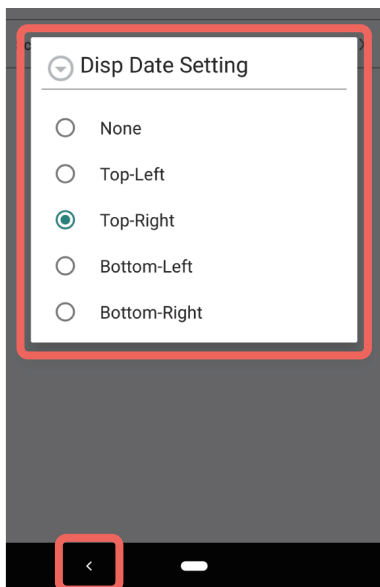 Disp Date Setting
None
Top-Left
Top-Right
Bottom-Left
Bottom-Right